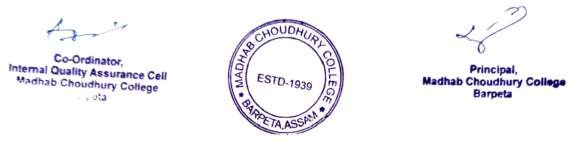 Co-Ordinator,
Internal Quality Assurance Cell
Madhab Choudhury College
MADHAB CHOUDHURY COLLEGE
ESTD-1939
BARPETA, ASSAM
Principal,
Madhab Choudhury College
Barpeta